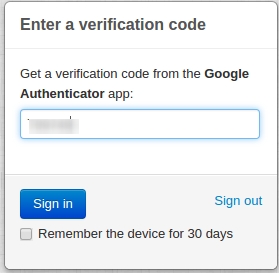 Enter a verification code
Get a verification code from the Google
Authenticator app:
Sign in
Sign out
Remember the device for 30 days